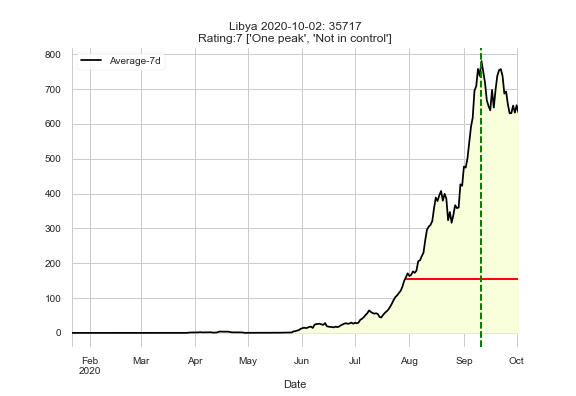 Libya 2020-10-02: 35717
Rating:7 ['One peak', 'Not in control']
Average-7d
800
700
600
500
400
300
200
100
0
Feb Mar Apr May Jun Jul Aug Sep Oct
2020
Date